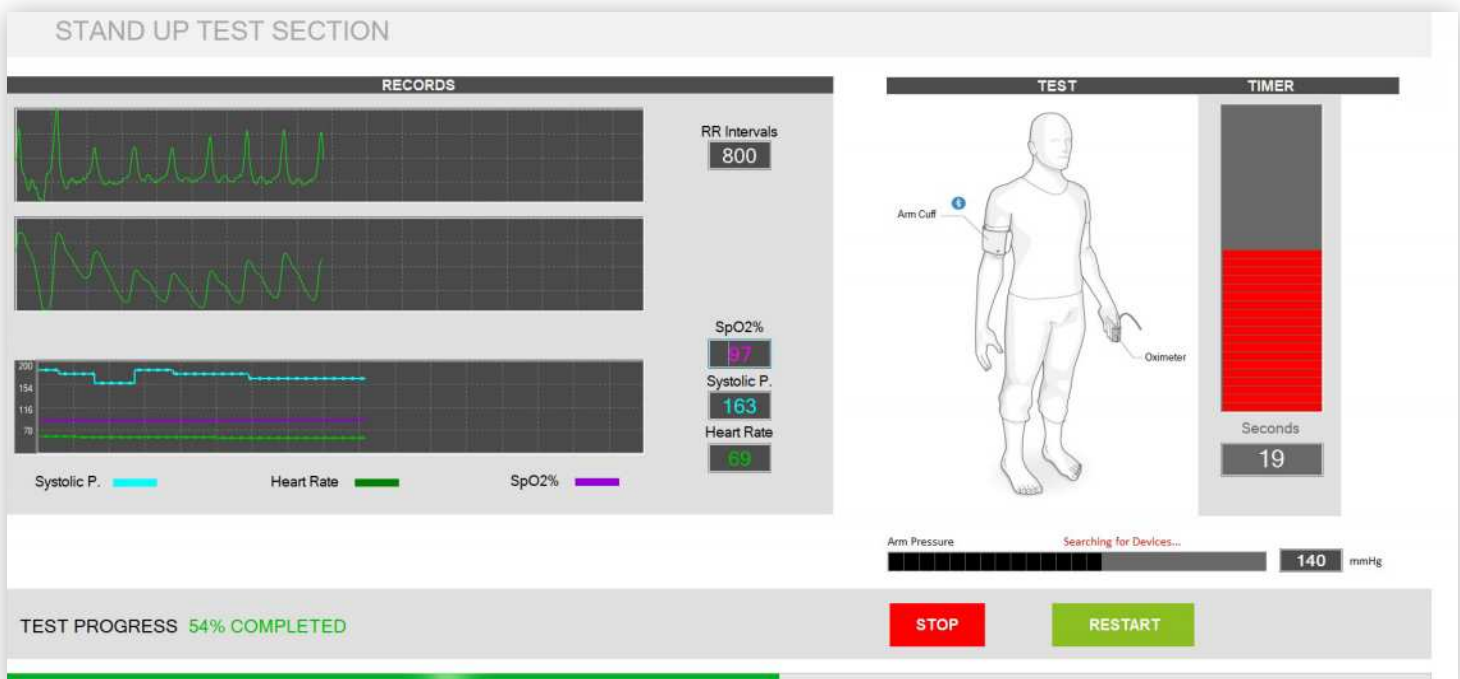 STAND UP TEST SECTION
RECORDS
RR Intervals
800
SpO2%
97
Systolic P.
163
Heart Rate
69
200
154
116
78
Systolic P.
Heart Rate
SpO2%
TEST
TIMER
Arm Cuff
Oximeter
Seconds
19
Arm Pressure
Searching for Devices...
140 mmHg
TEST PROGRESS 54% COMPLETED
STOP
RESTART